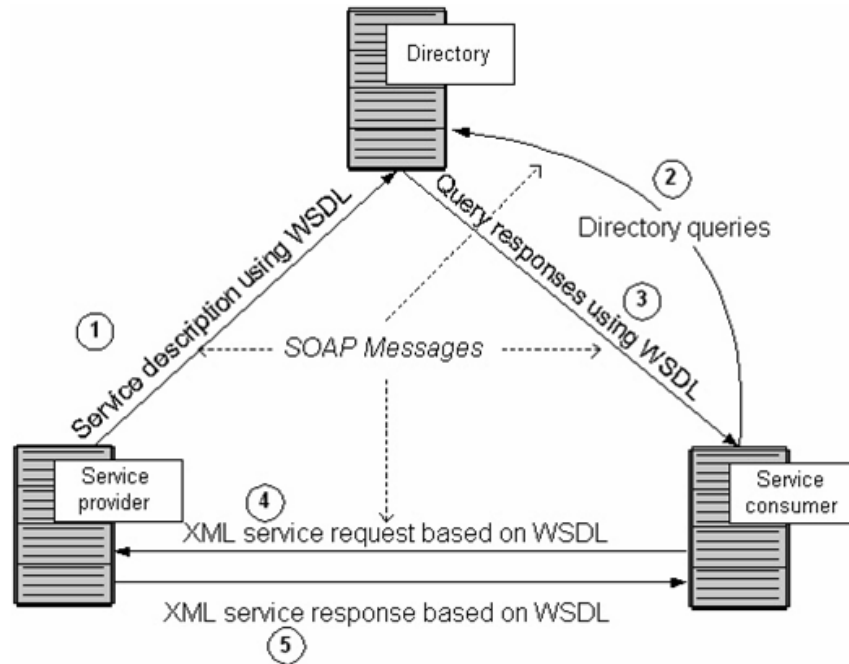 Directory
2
Directory queries
Query responses using WSDL
3
1
Service description using WSDL
SOAP Messages
Service
provider
Service
consumer
4
XML service request based on WSDL
XML service response based on WSDL
5